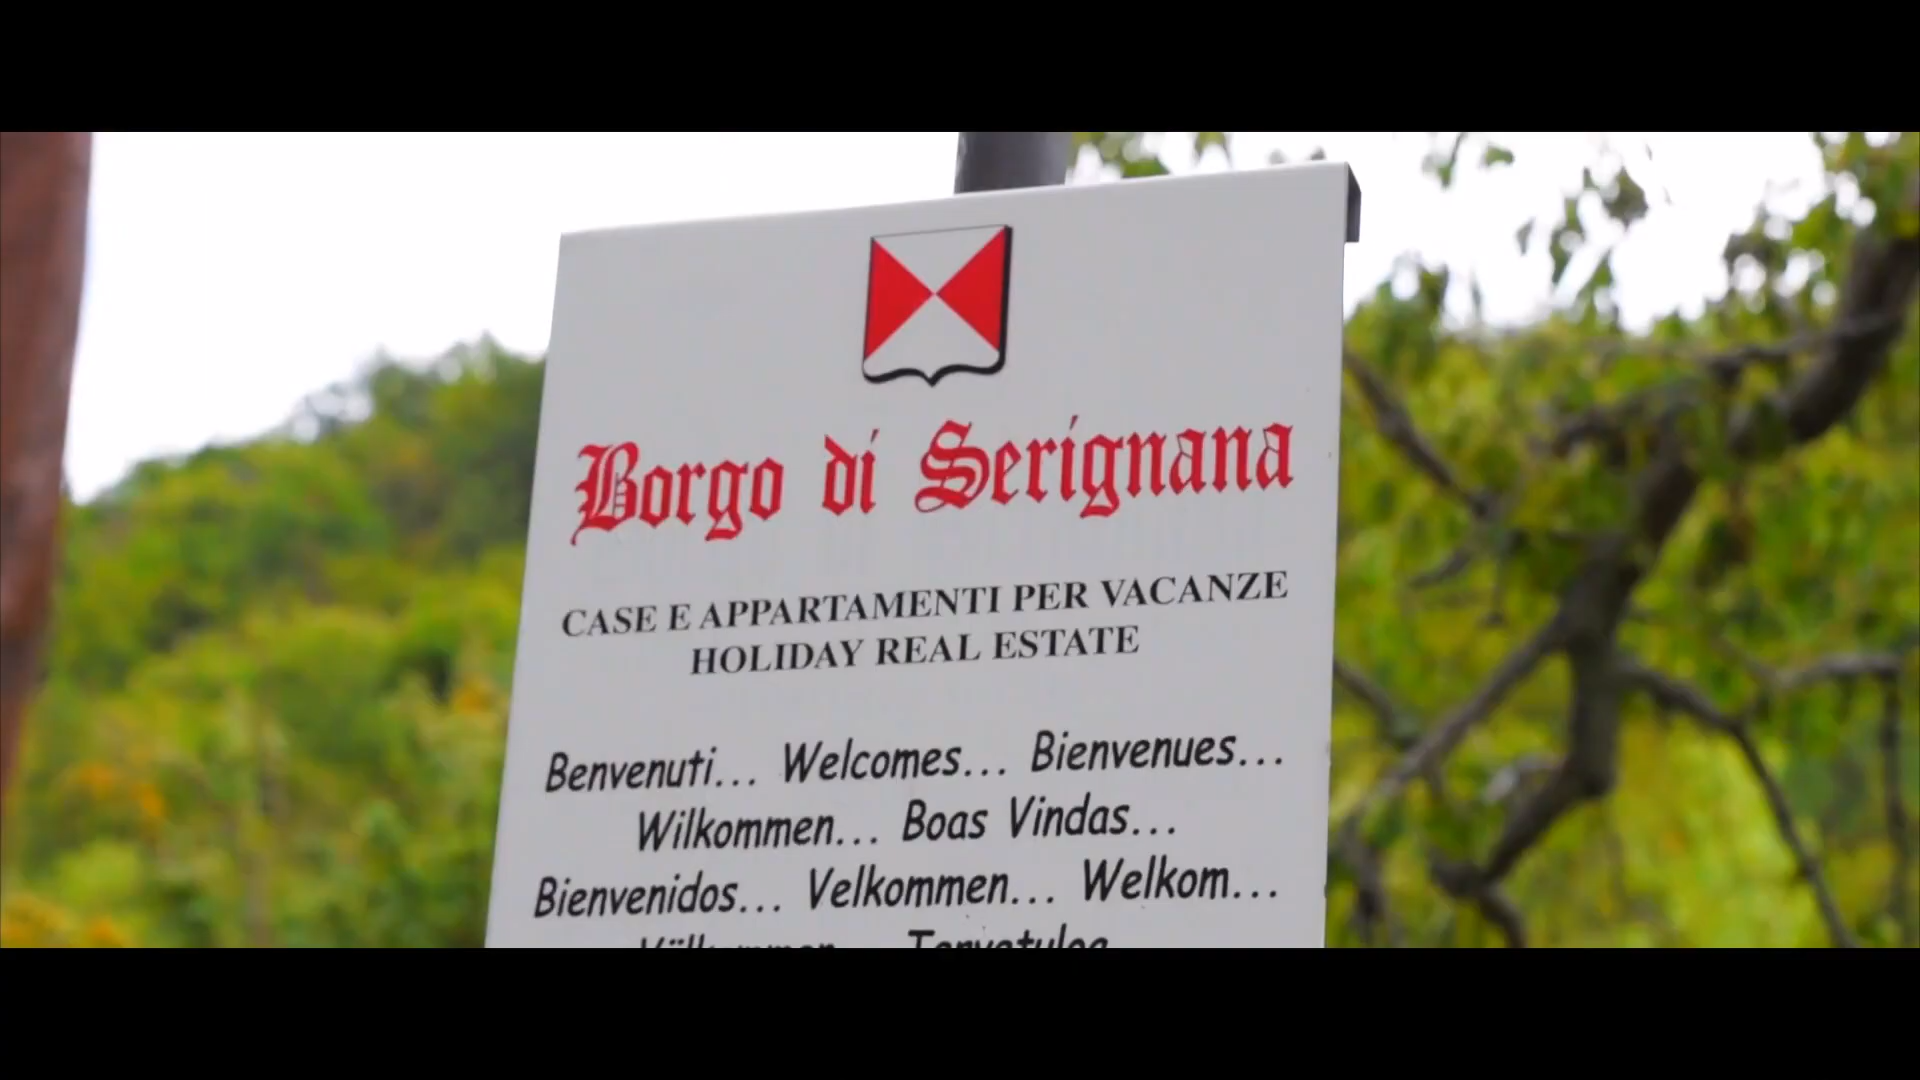 Borgo di Serignana
CASE E APPARTAMENTI PER VACANZE
HOLIDAY REAL ESTATE
Benvenuti... Welcomes... Bienvenues...
Wilkommen... Boas Vindas...
Bienvenidos... Velkommen... Welkom...